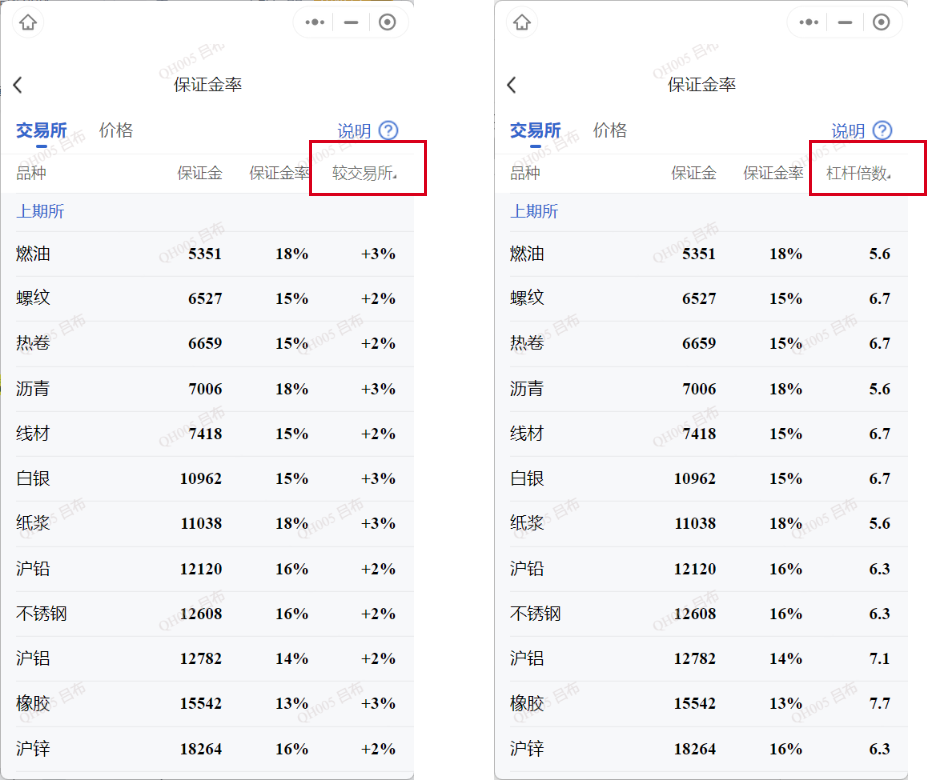 保证金率
交易所 价格 说明 ?
品种 保证金 保证金率 较交易所
上期所
燃油 5351 18% +3%
螺纹 6527 15% +2%
热卷 6659 15% +2%
沥青 7006 18% +3%
线材 7418 15% +2%
白银 10962 15% +3%
纸浆 11038 18% +3%
沪铅 12120 16% +2%
不锈钢 12608 16% +2%
沪铝 12782 14% +2%
橡胶 15542 13% +3%
沪锌 18264 16% +2%
QH005 吕布
保证金率
交易所 价格 说明 ?
品种 保证金 保证金率 杠杆倍数
上期所
燃油 5351 18% 5.6
螺纹 6527 15% 6.7
热卷 6659 15% 6.7
沥青 7006 18% 5.6
线材 7418 15% 6.7
白银 10962 15% 6.7
纸浆 11038 18% 5.6
沪铅 12120 16% 6.3
不锈钢 12608 16% 6.3
沪铝 12782 14% 7.1
橡胶 15542 13% 7.7
沪锌 18264 16% 6.3
QH005 吕布